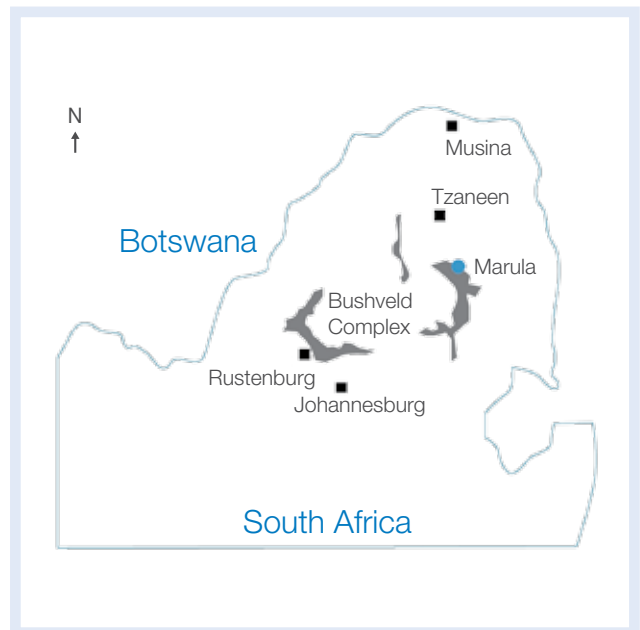 N
Musina
Tzaneen
Botswana
Marula
Bushveld
Complex
Rustenburg
Johannesburg
South Africa